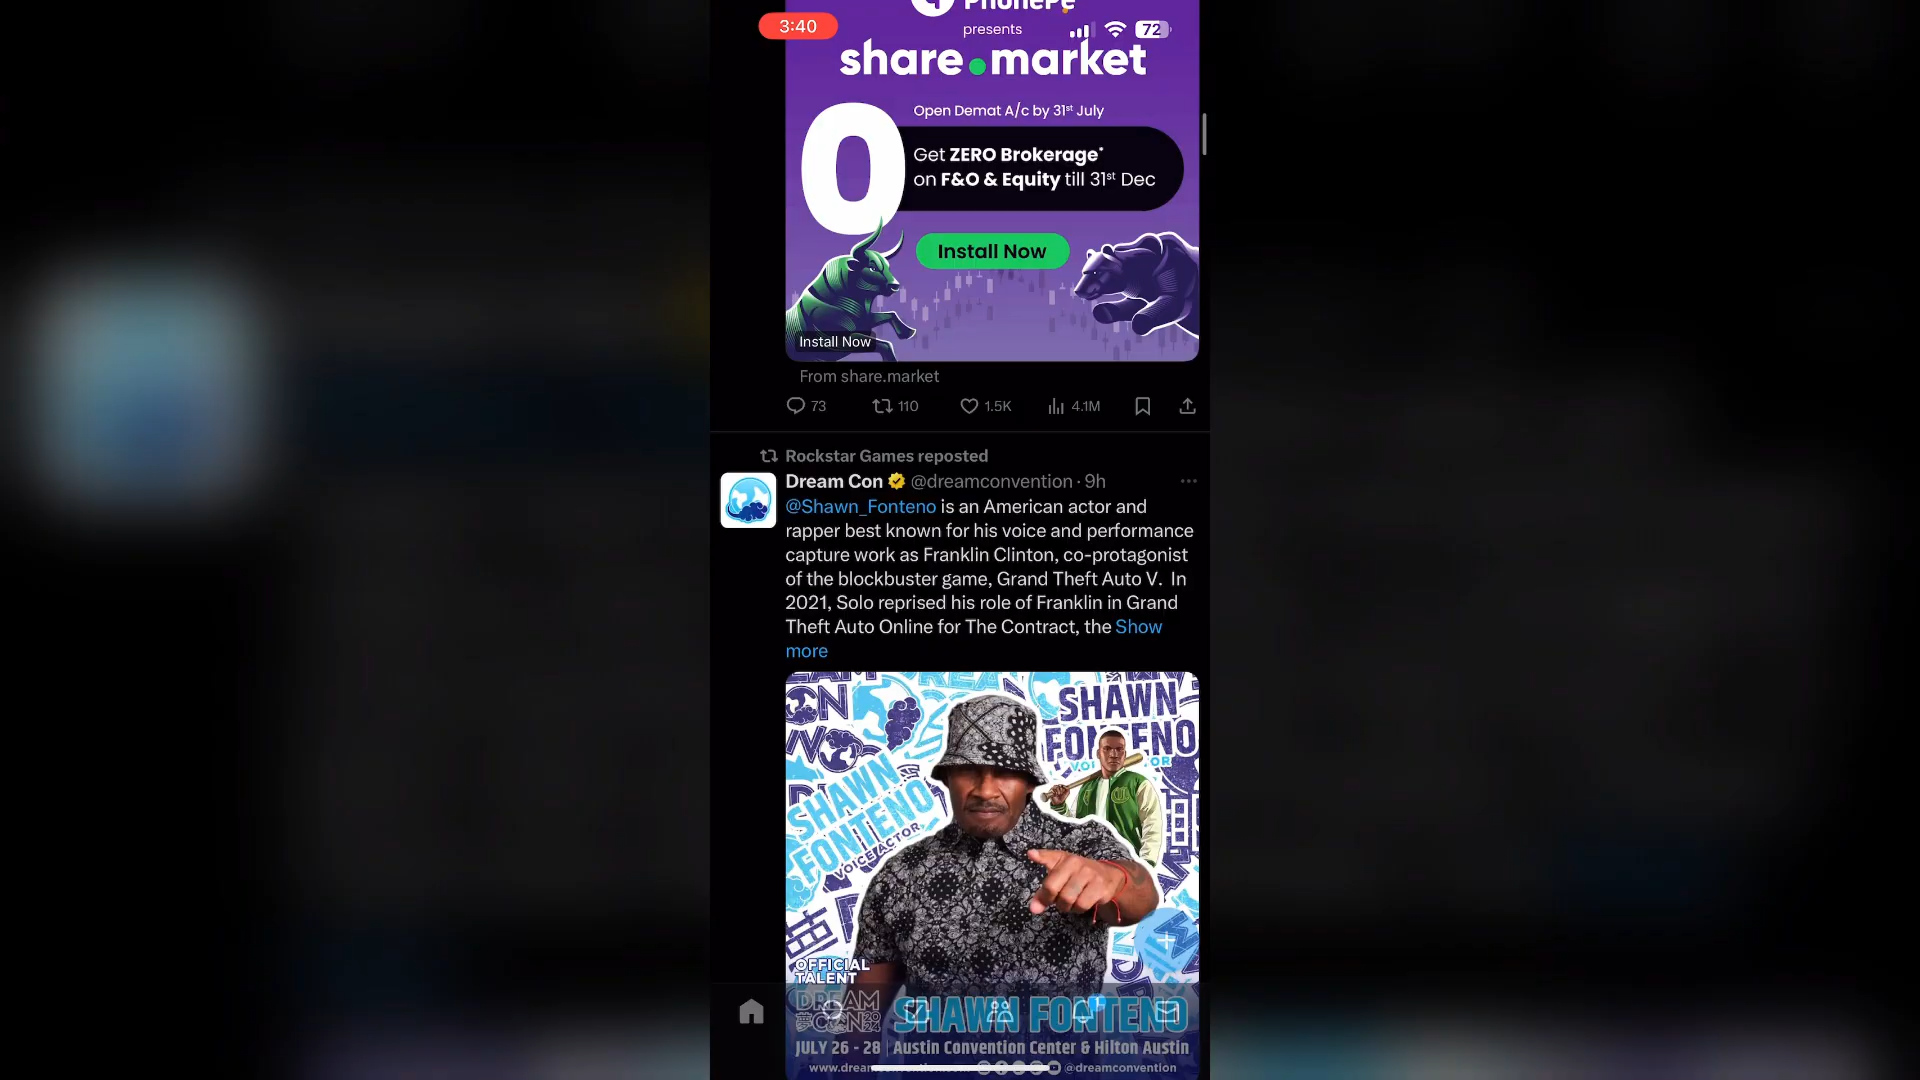 PhonePe
3:40
presents
72
share.market
Open Demat A/c by 31st July
0
Get ZERO Brokerage*
on F&O & Equity till 31st Dec
Install Now
Install Now
From share.market
73
110
1.5K
4.1M
Rockstar Games reposted
Dream Con @dreamconvention · 9h
@Shawn_Fonteno is an American actor and
rapper best known for his voice and performance
capture work as Franklin Clinton, co-protagonist
of the blockbuster game, Grand Theft Auto V. In
2021, Solo reprised his role of Franklin in Grand
Theft Auto Online for The Contract, the Show
more
SHAWN
FONTENO
VOICE ACTOR
OFFICIAL
TALENT
DREAM
CON 2024
SHAWN FONTENO
JULY 26 - 28 | Austin Convention Center & Hilton Austin
@dreamconvention